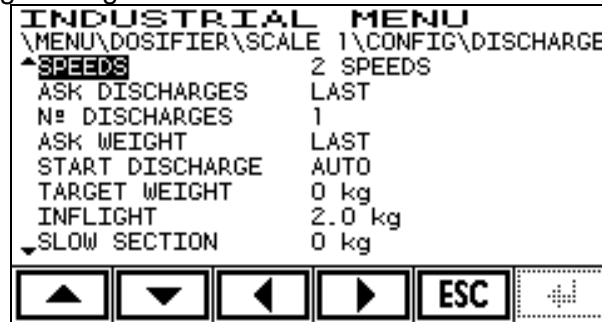 INDUSTRIAL MENU
\MENU\DOSIFIER\SCALE 1\CONFIG\DISCHARGE
SPEEDS 2 SPEEDS
ASK DISCHARGES LAST
Nº DISCHARGES 1
ASK WEIGHT LAST
START DISCHARGE AUTO
TARGET WEIGHT 0 kg
INFLIGHT 2.0 kg
SLOW SECTION 0 kg
ESC